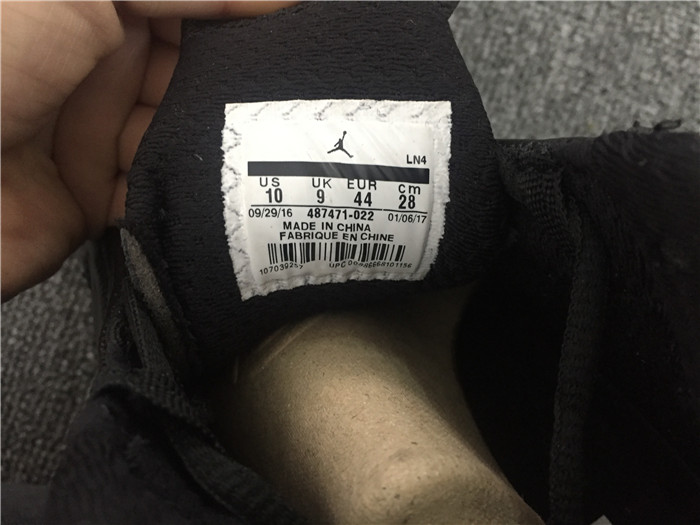 LN4
US UK EUR cm
10 9 44 28
09/29/16 487471-022 01/06/17
MADE IN CHINA
FABRIQUE EN CHINE